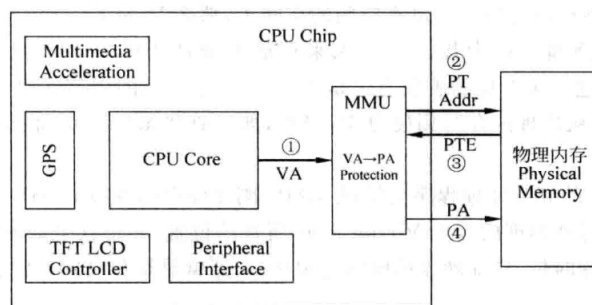 CPU Chip
Multimedia
Acceleration
GPS
CPU Core
①
VA
MMU
VA→PA
Protection
②
PT
Addr
PTE
③
PA
④
物理内存
Physical
Memory
TFT LCD
Controller
Peripheral
Interface